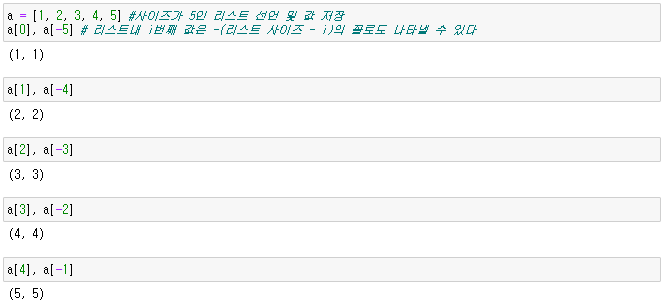 a = [1, 2, 3, 4, 5] #사이즈가 5인 리스트 선언 및 값 저장
a[0], a[-5] # 리스트내 i번째 값은 -(리스트 사이즈 - i)의 꼴로도 나타낼 수 있다
(1, 1)
a[1], a[-4]
(2, 2)
a[2], a[-3]
(3, 3)
a[3], a[-2]
(4, 4)
a[4], a[-1]
(5, 5)